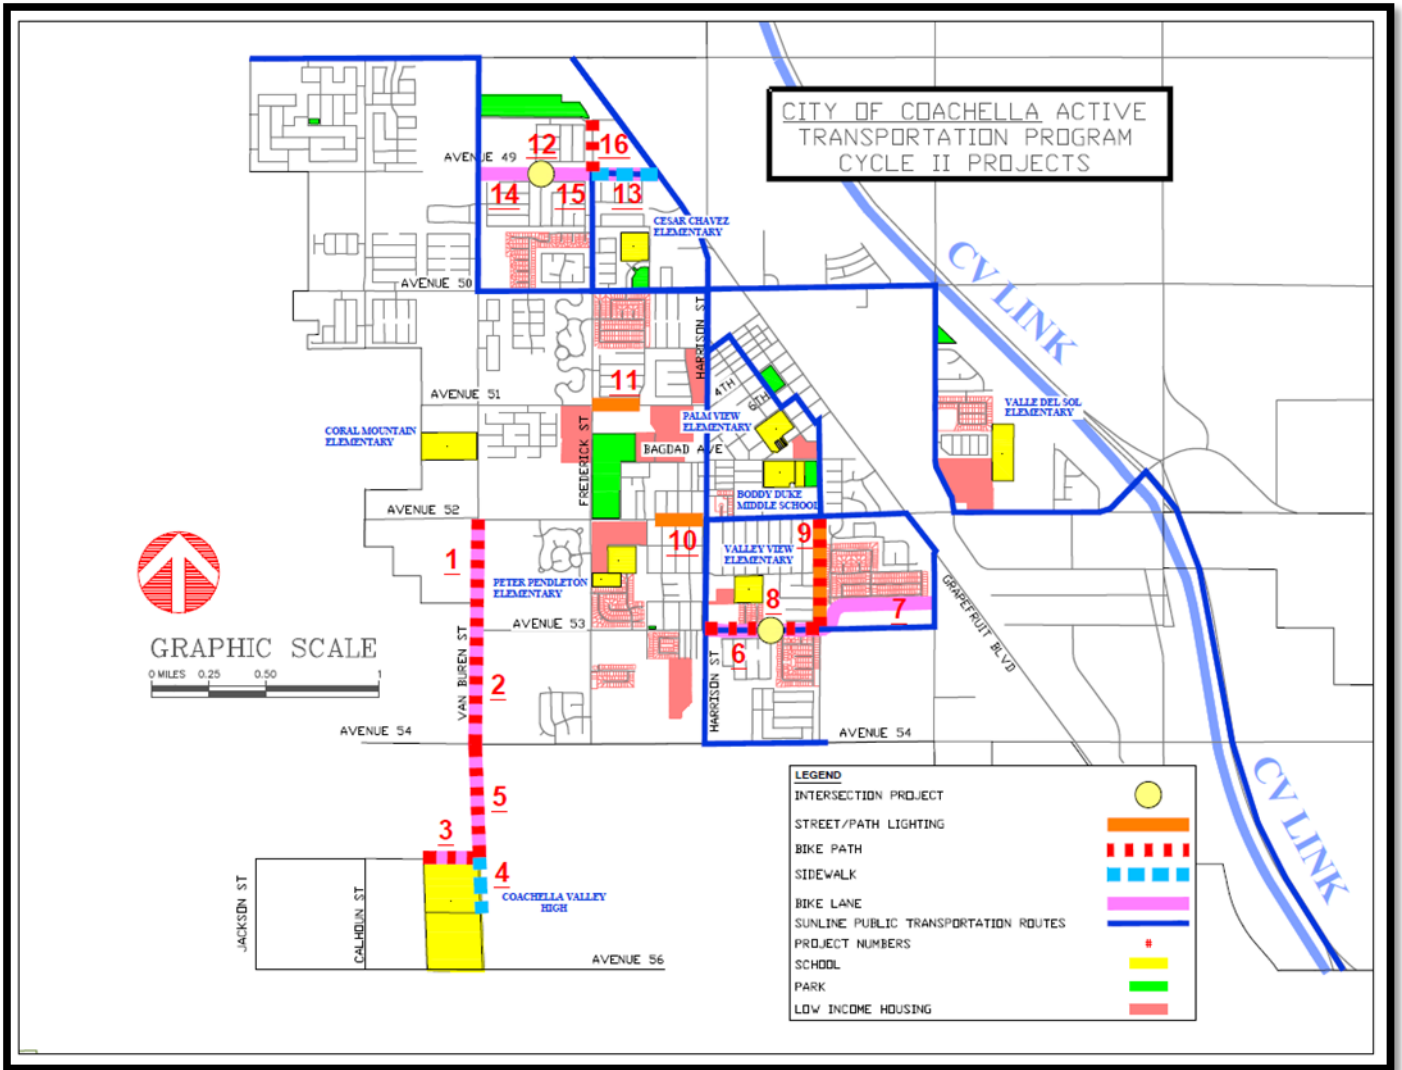 CITY OF COACHELLA ACTIVE
TRANSPORTATION PROGRAM
CYCLE II PROJECTS
12
16
AVENUE 49
14
15
13
CESAR CHAVEZ
ELEMENTARY
CV LINK
AVENUE 50
HARRISON ST
11
4TH
6TH
AVENUE 51
VALLE DEL SOL
ELEMENTARY
PALM VIEW
ELEMENTARY
CORAL MOUNTAIN
ELEMENTARY
FREDERICK ST
BAGDAD AVE
BODDY DUKE
MIDDLE SCHOOL
AVENUE 52
1
10
9
VALLEY VIEW
ELEMENTARY
PETER PENDLETON
ELEMENTARY
8
7
GRAPEFRUIT BLVD
AVENUE 53
6
GRAPHIC SCALE
0 MILES 0.25 0.50 1
VAN BUREN ST
2
HARRISON ST
AVENUE 54
AVENUE 54
CV LINK
5
3
4
COACHELLA VALLEY
HIGH
JACKSON ST
CALHOUN ST
AVENUE 56
LEGEND
INTERSECTION PROJECT
STREET/PATH LIGHTING
BIKE PATH
SIDEWALK
BIKE LANE
SUNLINE PUBLIC TRANSPORTATION ROUTES
PROJECT NUMBERS #
SCHOOL
PARK
LOW INCOME HOUSING